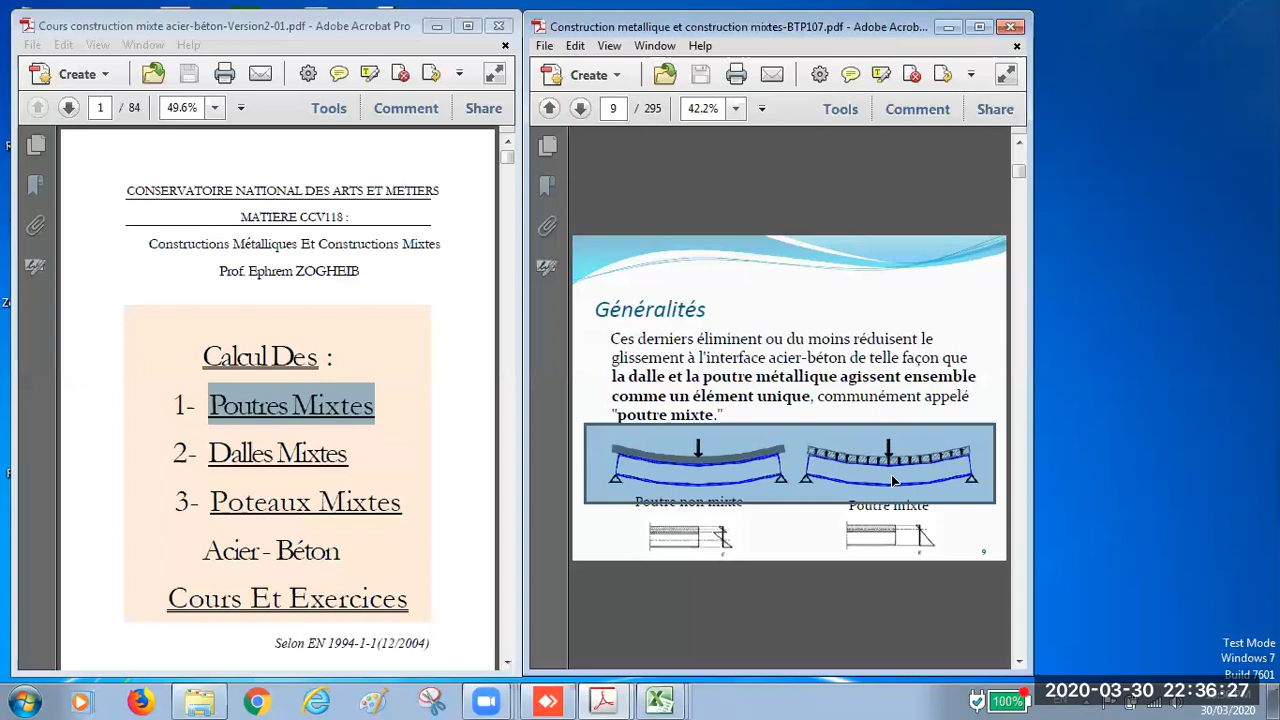 Cours construction mixte acier-béton-Version2-01.pdf - Adobe Acrobat Pro
File Edit View Window Help
Create
1 / 84 49.6%
Tools Comment Share
CONSERVATOIRE NATIONAL DES ARTS ET METIERS
MATIERE CCV118 :
Constructions Métalliques Et Constructions Mixtes
Prof. Ephrem ZOGHEIB
Calcul Des :
1- Poutres Mixtes
2- Dalles Mixtes
3- Poteaux Mixtes
Acier - Béton
Cours Et Exercices
Selon EN 1994-1-1(12/2004)
Construction metallique et construction mixtes-BTP107.pdf - Adobe Acrob...
File Edit View Window Help
Create
9 / 295 42.2%
Tools Comment Share
Généralités
Ces derniers éliminent ou du moins réduisent le
glissement à l'interface acier-béton de telle façon que
la dalle et la poutre métallique agissent ensemble
comme un élément unique, communément appelé
"poutre mixte."
Poutre non mixte
Poutre mixte
ε
ε
9
Test Mode
Windows 7
Build 7601
100%
2020-03-30 22:36:27
30/03/2020